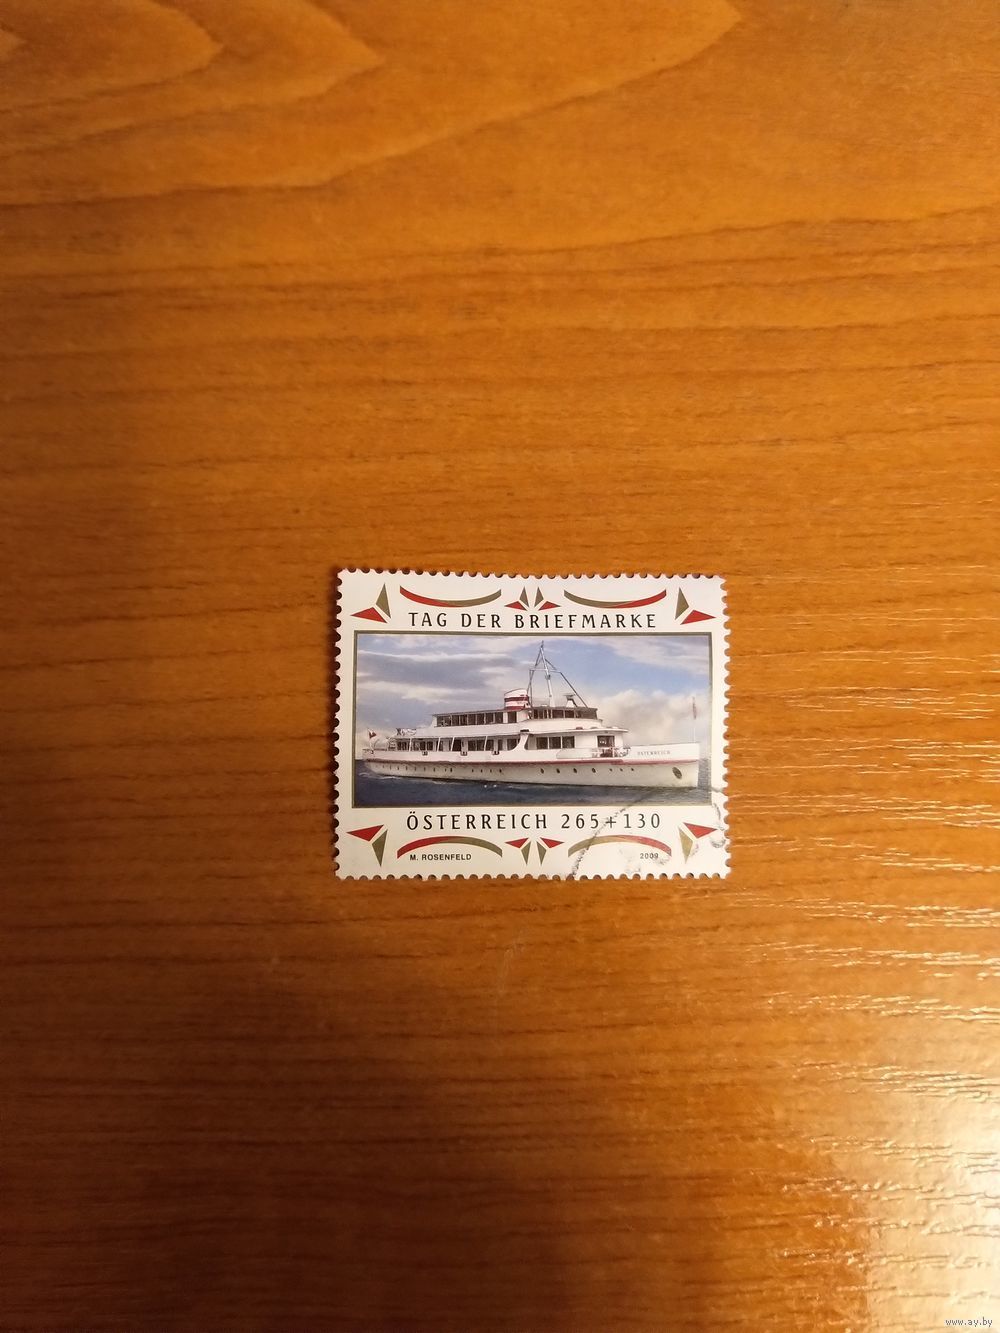 TAG DER BRIEFMARKE
ÖSTERREICH
ÖSTERREICH 265+130
M. ROSENFELD 2009
www.ay.by